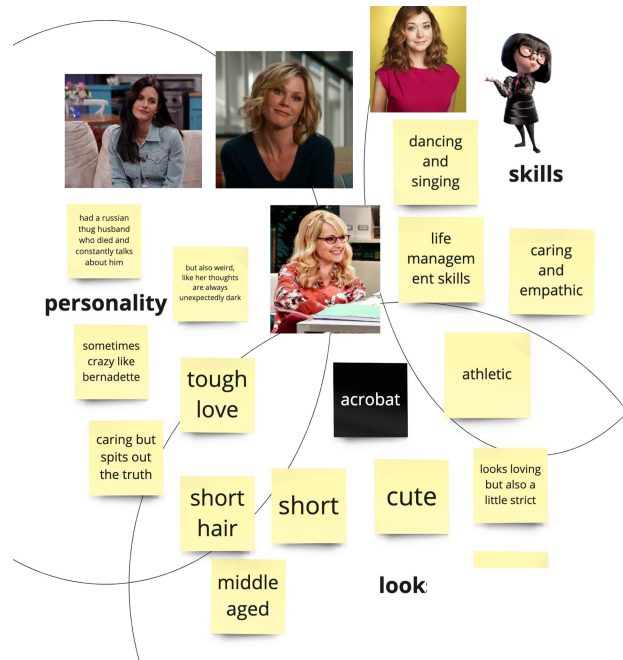 dancing
and
singing
skills
had a russian
thug husband
who died and
constantly talks
about him
but also weird,
like her thoughts
are always
unexpectedly dark
life
managem
ent skills
caring
and
empathic
personality
sometimes
crazy like
bernadette
tough
love
acrobat
athletic
caring but
spits out
the truth
short
hair
short
cute
looks loving
but also a
little strict
middle
aged
look